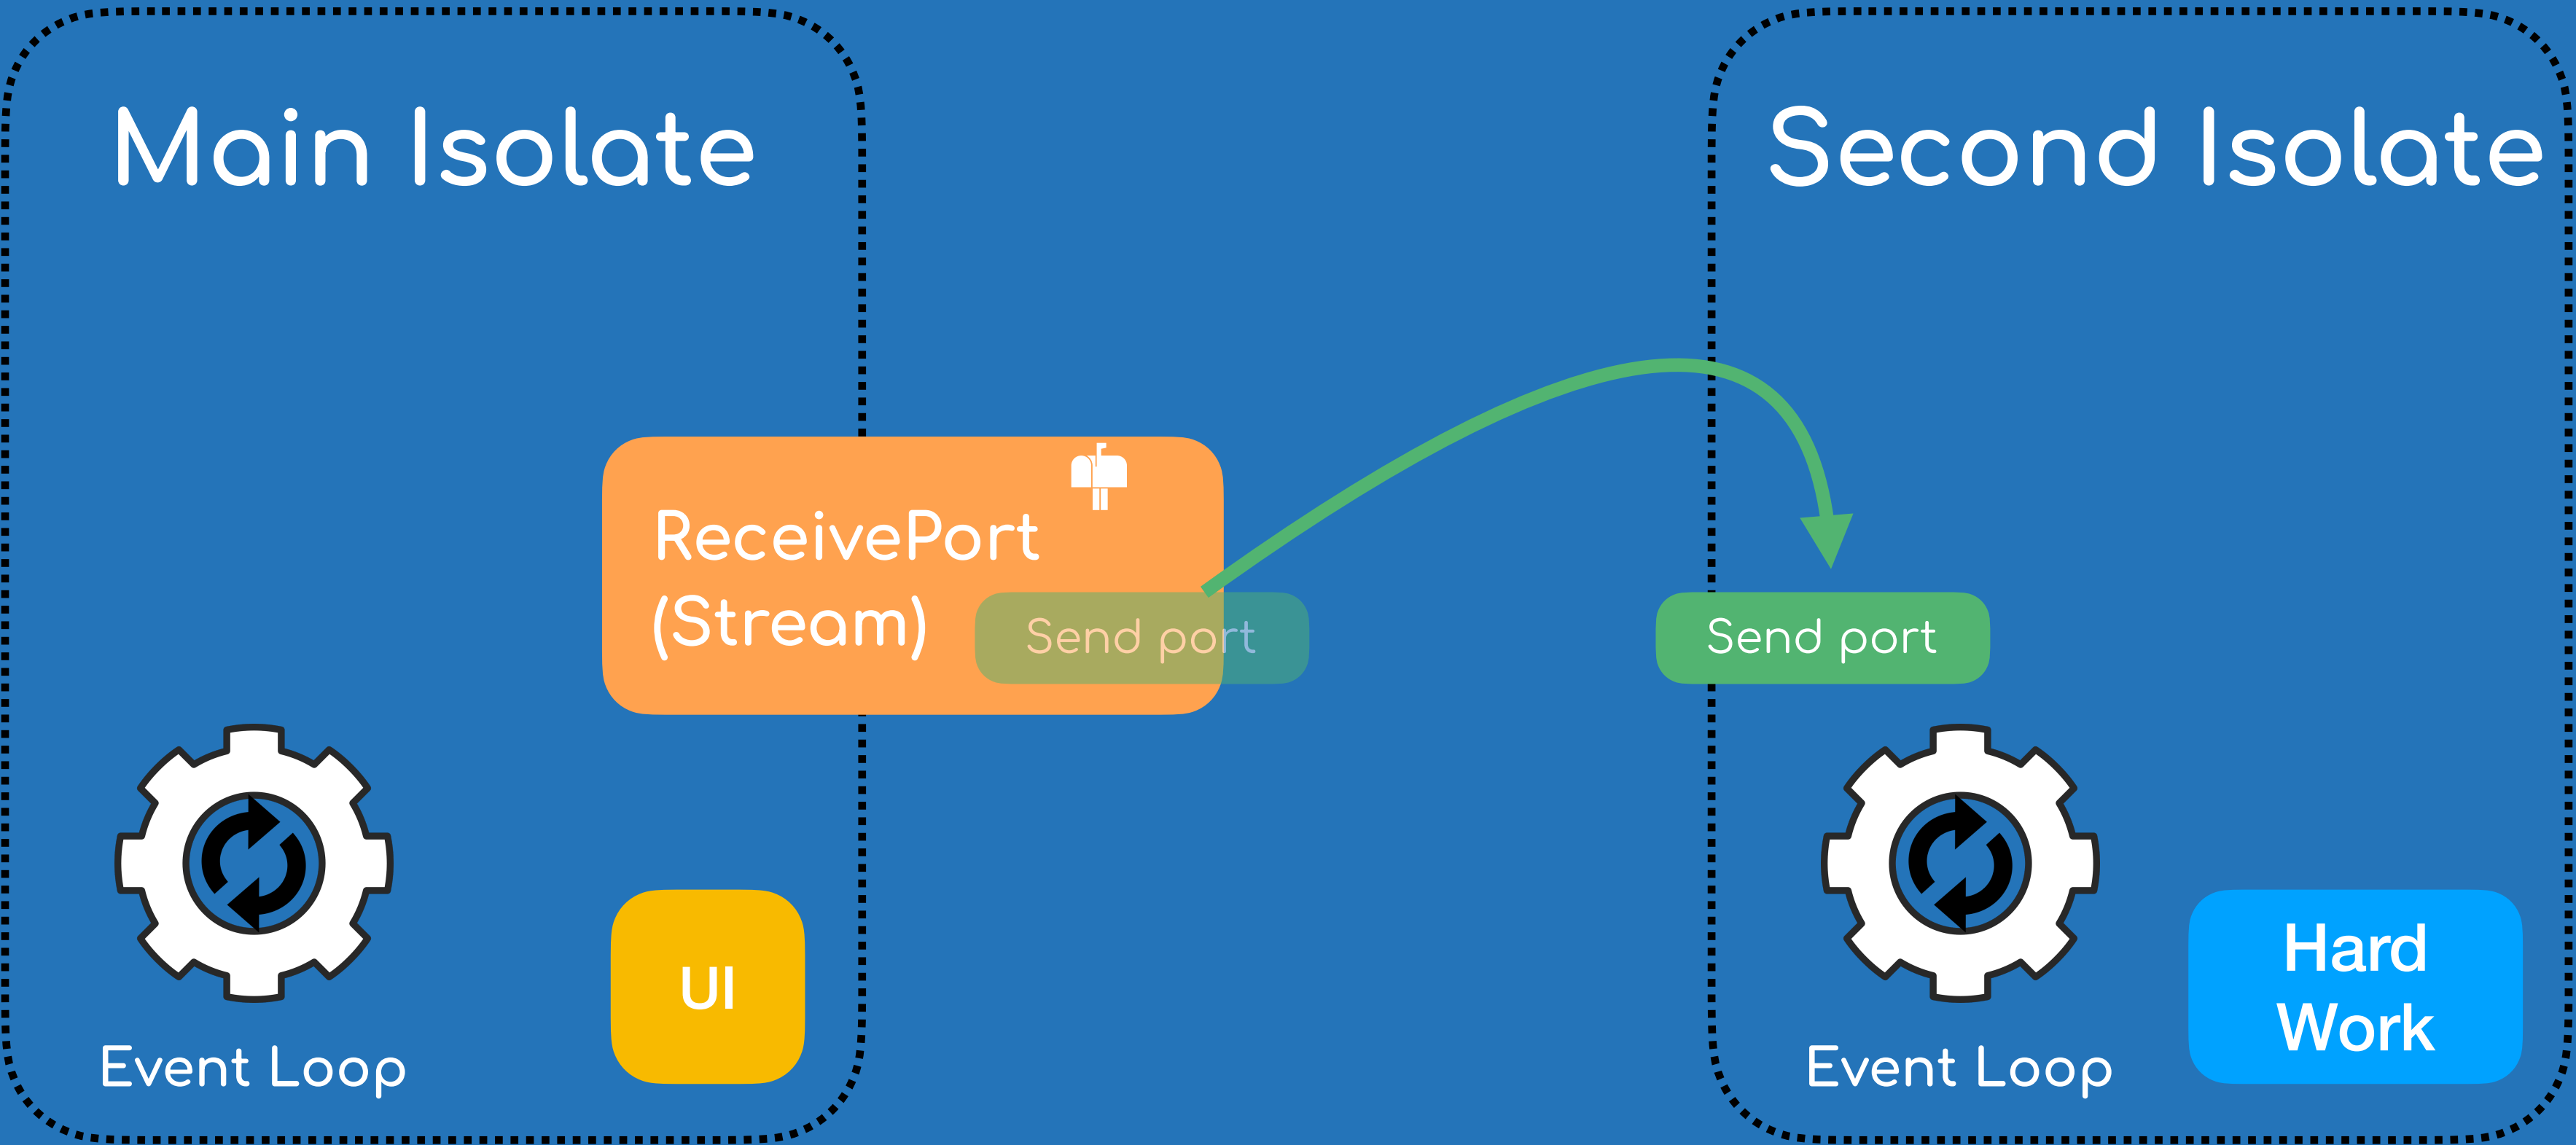 Main Isolate
Second Isolate
ReceivePort
(Stream)
Send port
Send port
Event Loop
UI
Event Loop
Hard
Work